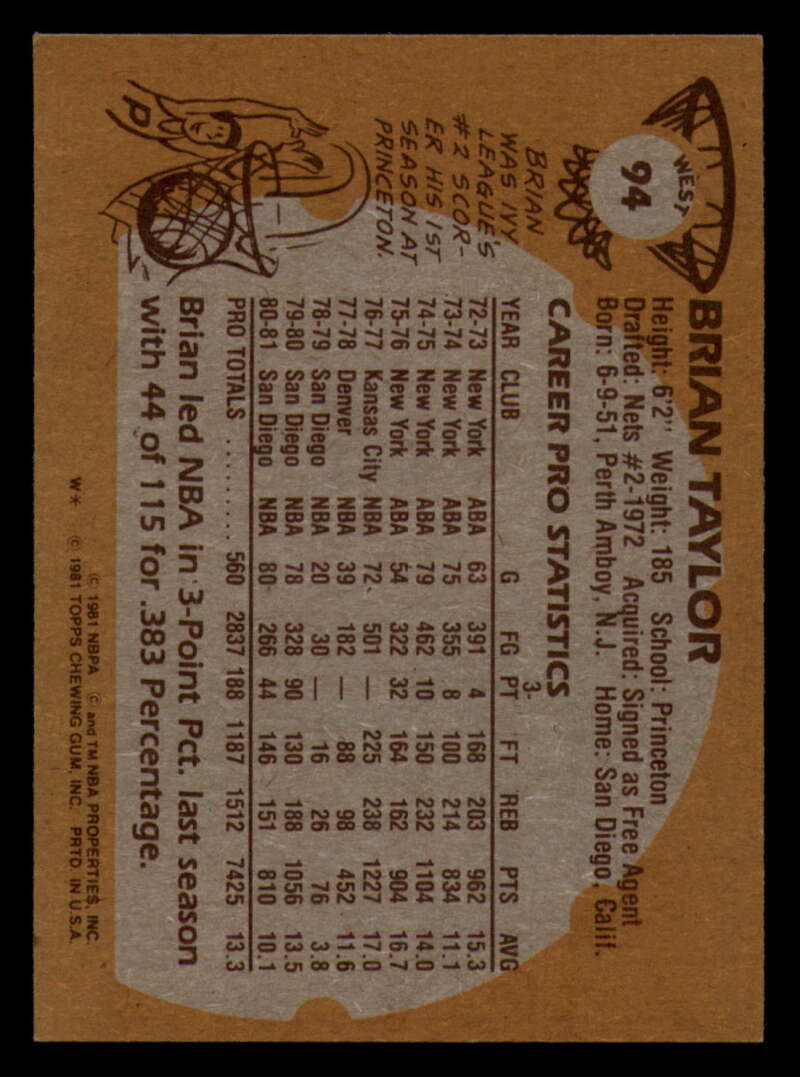 94
WEST
BRIAN TAYLOR
Height: 6'2" Weight: 185 School: Princeton
Drafted: Nets #2-1972 Acquired: Signed as Free Agent
Born: 6-9-51, Perth Amboy, N.J. Home: San Diego, Calif.
BRIAN
WAS IVY
LEAGUE'S
#2 SCOR-
ER HIS 1ST
SEASON AT
PRINCETON.
P
CAREER PRO STATISTICS
3-
YEAR CLUB G FG PT FT REB PTS AVG
72-73 New York ABA 63 391 4 168 203 962 15.3
73-74 New York ABA 75 355 8 100 214 834 11.1
74-75 New York ABA 79 462 10 150 232 1104 14.0
75-76 New York ABA 54 322 32 164 162 904 16.7
76-77 Kansas City NBA 72 501 — 225 238 1227 17.0
77-78 Denver NBA 39 182 — 88 98 452 11.6
78-79 San Diego NBA 20 30 — 16 26 76 3.8
79-80 San Diego NBA 78 328 90 130 188 1056 13.5
80-81 San Diego NBA 80 266 44 146 151 810 10.1
PRO TOTALS .......... 560 2837 188 1187 1512 7425 13.3
Brian led NBA in 3-Point Pct. last season
with 44 of 115 for .383 Percentage.
© 1981 NBPA © and TM NBA PROPERTIES, INC.
W* © 1981 TOPPS CHEWING GUM, INC. PRTD. IN U.S.A.